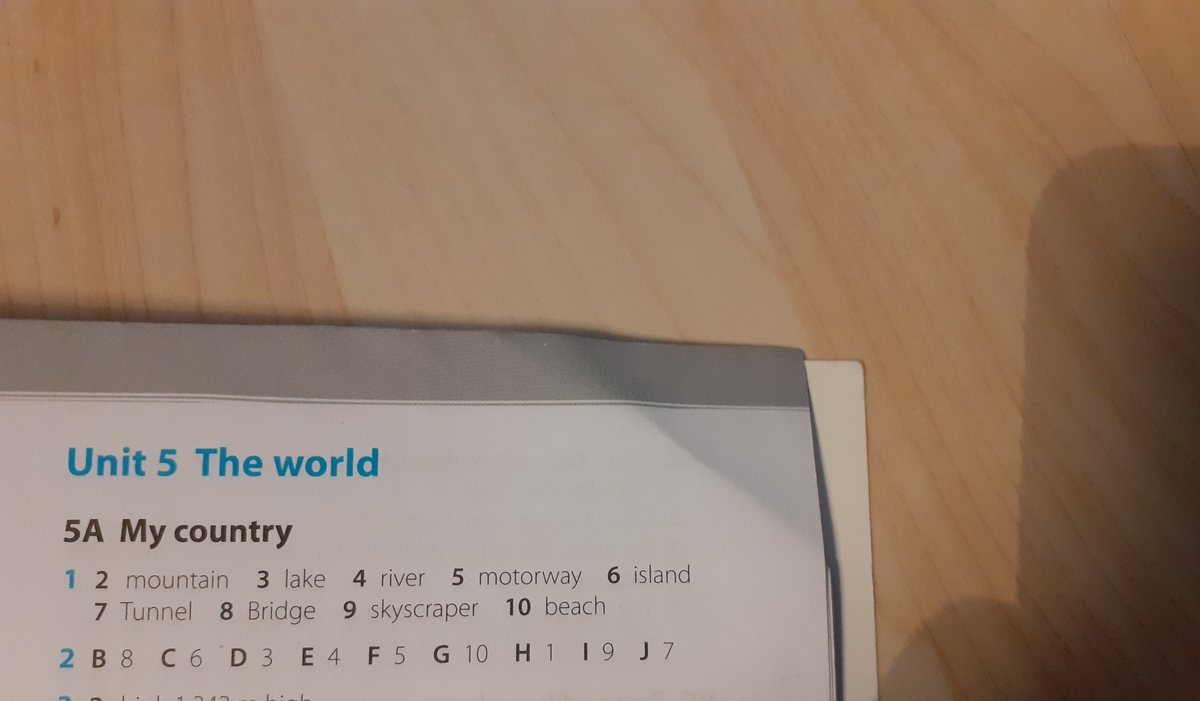 Unit 5 The world
5A My country
1 2 mountain 3 lake 4 river 5 motorway 6 island
7 Tunnel 8 Bridge 9 skyscraper 10 beach
2 B 8 C 6 D 3 E 4 F 5 G 10 H 1 I 9 J 7